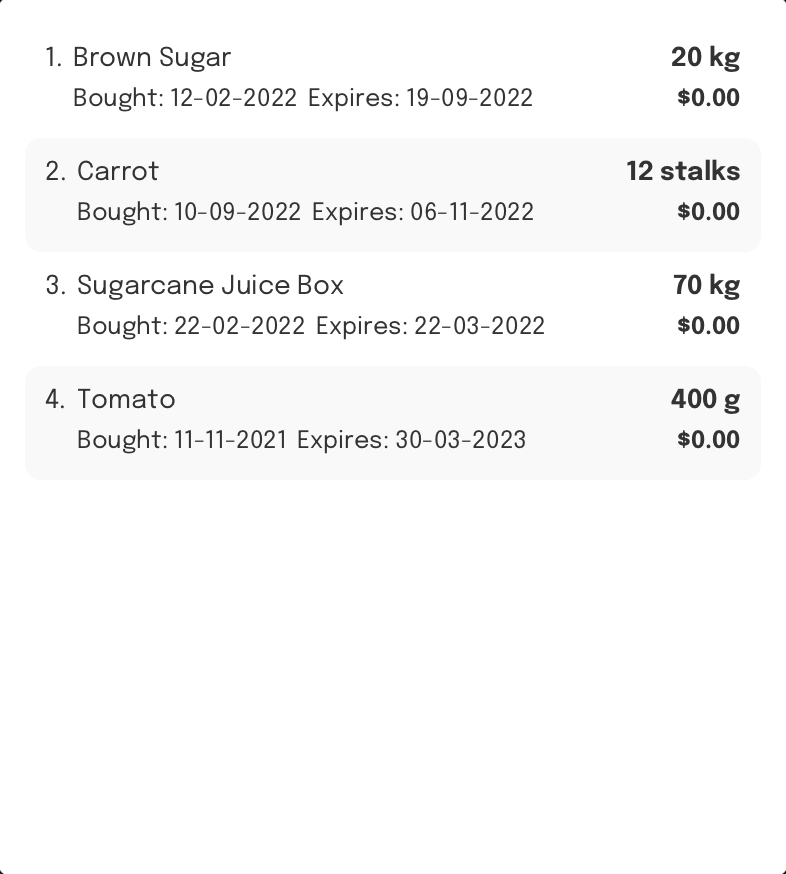 1. Brown Sugar 20 kg
Bought: 12-02-2022 Expires: 19-09-2022 $0.00
2. Carrot 12 stalks
Bought: 10-09-2022 Expires: 06-11-2022 $0.00
3. Sugarcane Juice Box 70 kg
Bought: 22-02-2022 Expires: 22-03-2022 $0.00
4. Tomato 400 g
Bought: 11-11-2021 Expires: 30-03-2023 $0.00